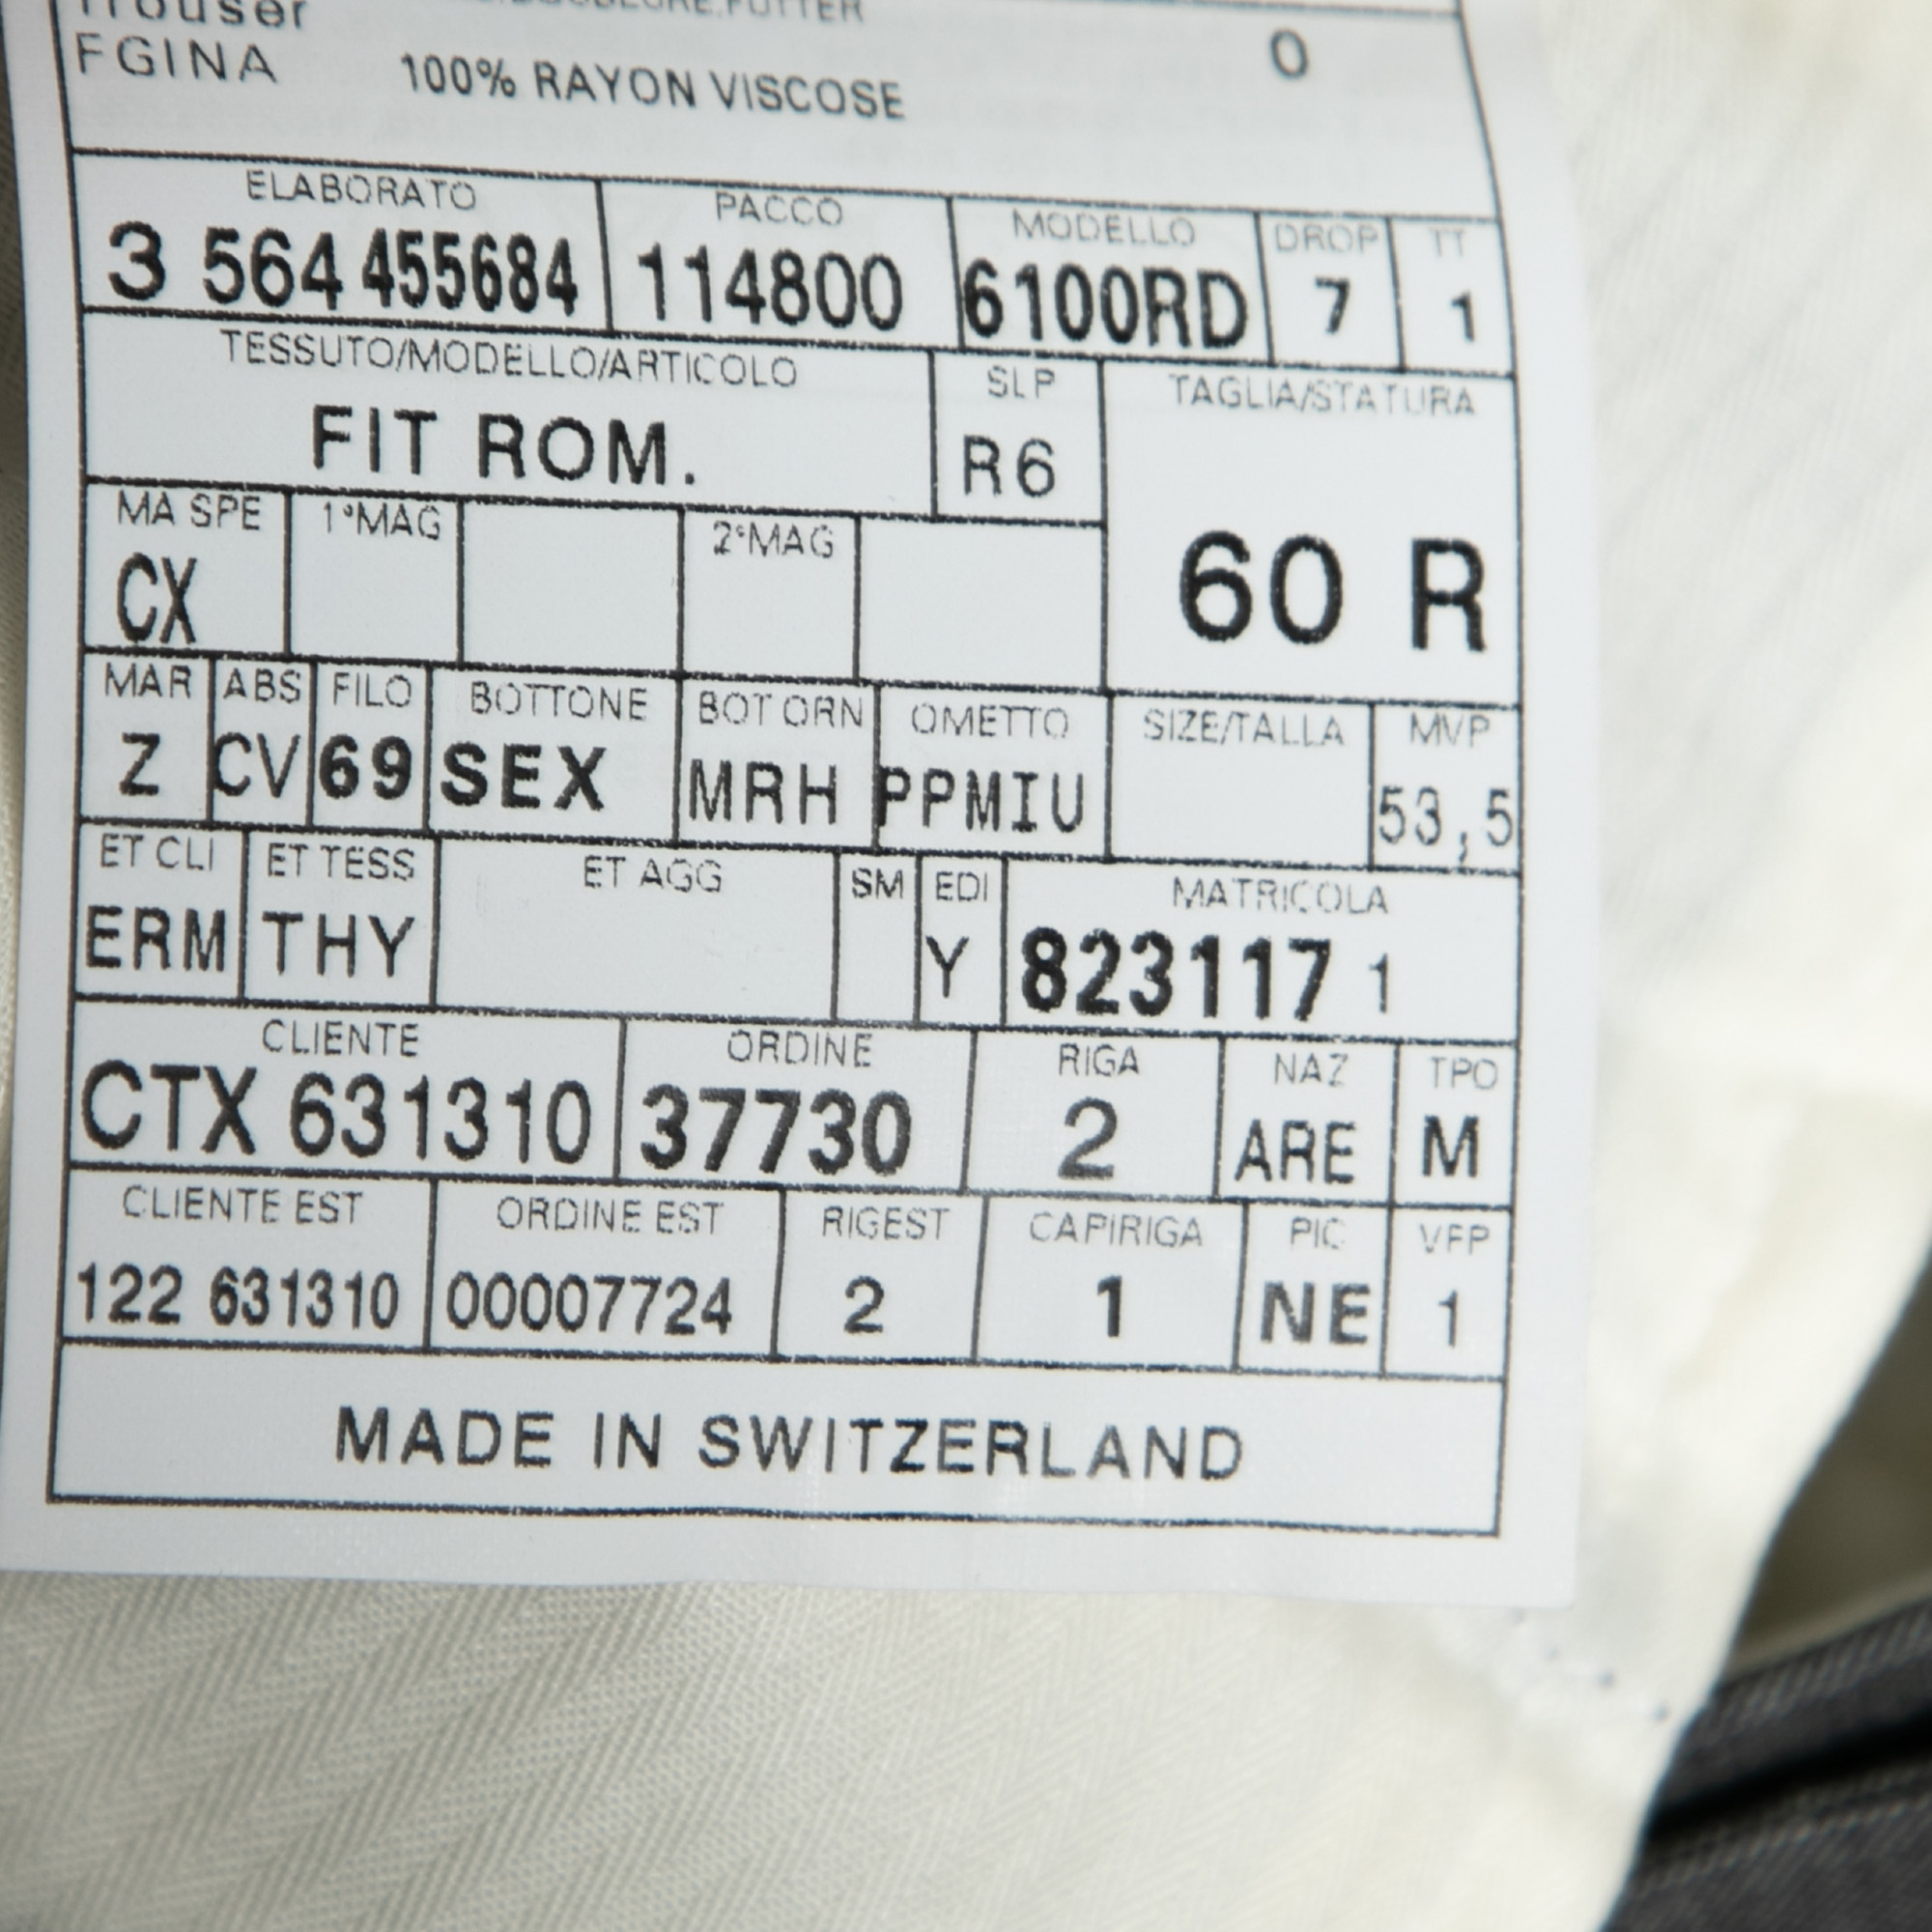 Trouser
FGINA 100% RAYON VISCOSE 0
ELABORATO PACCO MODELLO DROP TT
3 564 455684 114800 6100RD 7 1
TESSUTO/MODELLO/ARTICOLO SLP TAGLIA/STATURA
FIT ROM. R6
60 R
MA SPE 1°MAG 2°MAG
CX
MAR ABS FILO BOTTONE BOT ORN OMETTO SIZE/TALLA MVP
Z CV 69 SEX MRH PPMIU 53,5
ET CLI ET TESS ET AGG SM EDI MATRICOLA
ERM THY Y 823117 1
CLIENTE ORDINE RIGA NAZ TPO
CTX 631310 37730 2 ARE M
CLIENTE EST ORDINE EST RIGEST CAPIRIGA PIC VFP
122 631310 00007724 2 1 NE 1
MADE IN SWITZERLAND